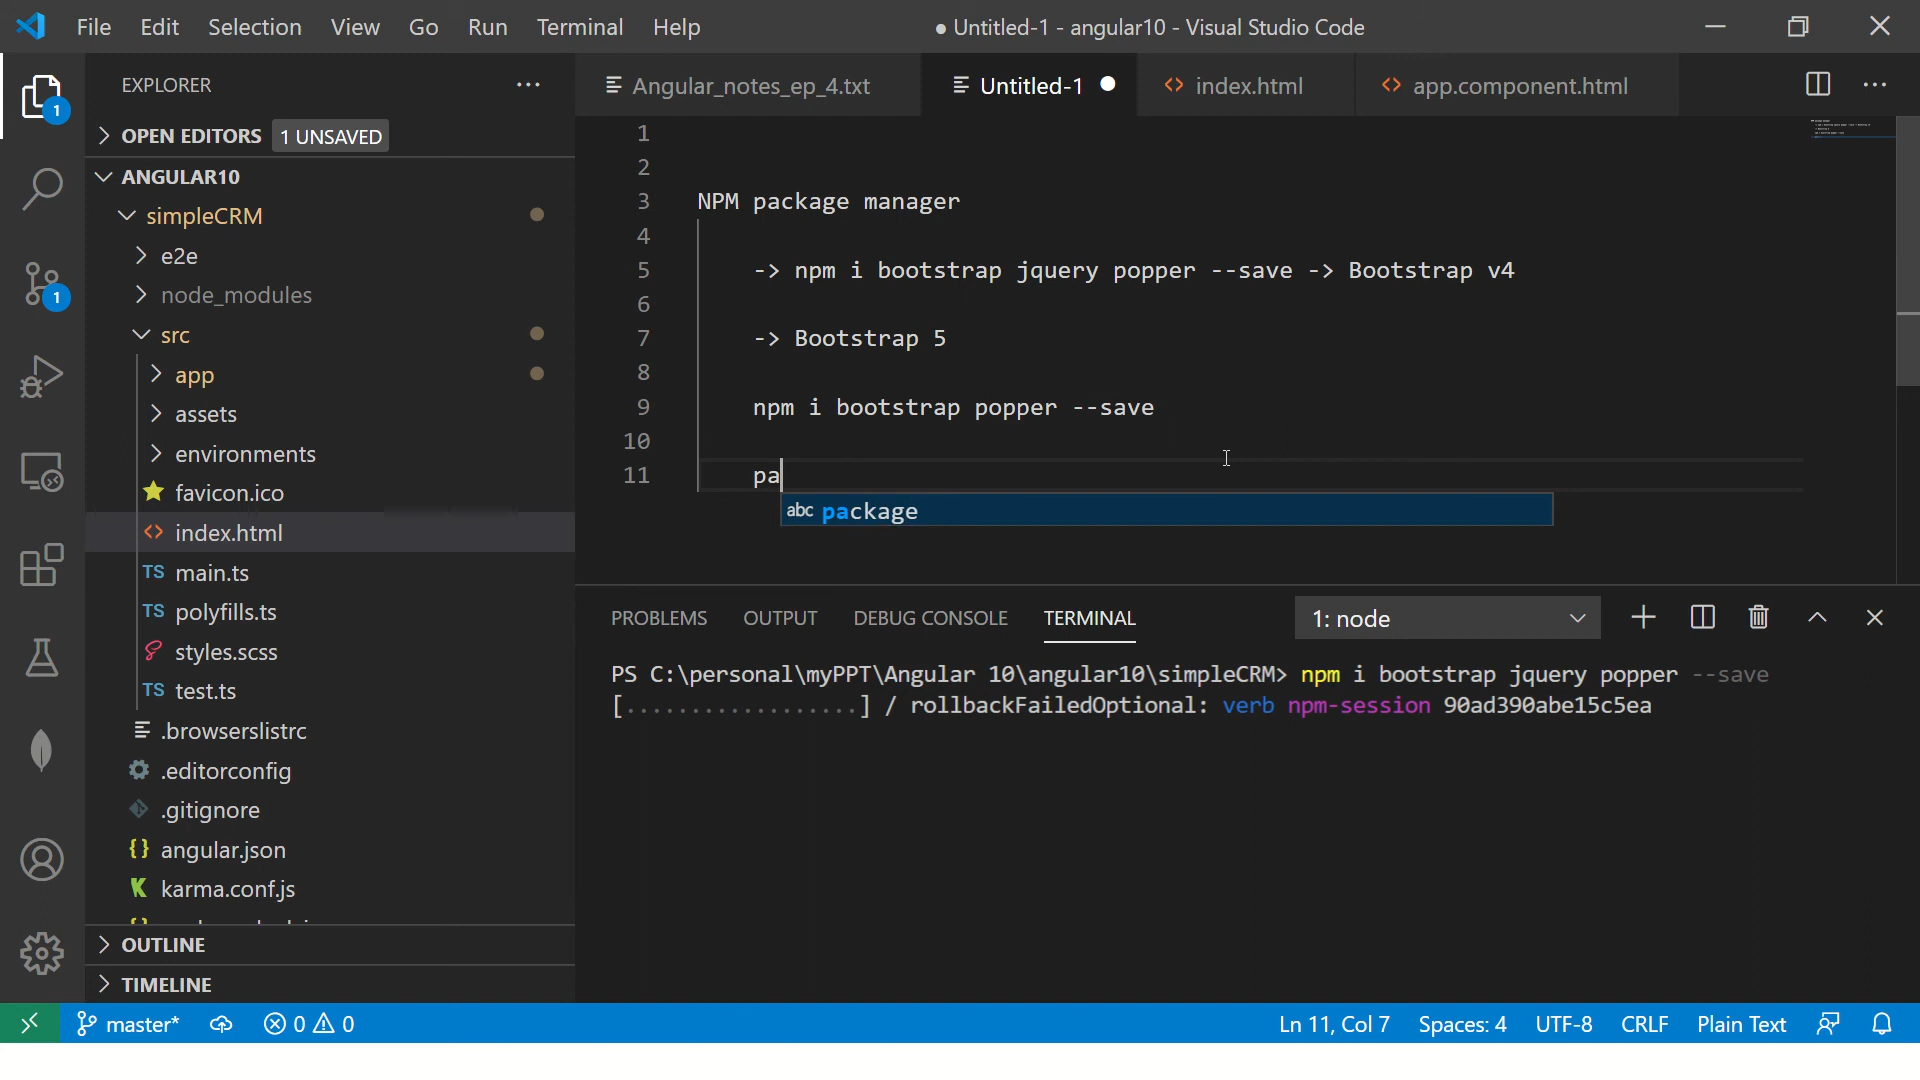 File Edit Selection View Go Run Terminal Help
● Untitled-1 - angular10 - Visual Studio Code
EXPLORER
1
OPEN EDITORS 1 UNSAVED
ANGULAR10
simpleCRM
e2e
node_modules
1
src
app
assets
environments
favicon.ico
index.html
TS main.ts
TS polyfills.ts
styles.scss
TS test.ts
.browserslistrc
.editorconfig
.gitignore
{} angular.json
karma.conf.js
OUTLINE
TIMELINE
Angular_notes_ep_4.txt Untitled-1 index.html app.component.html
1
2
3 NPM package manager
4
5 -> npm i bootstrap jquery popper --save -> Bootstrap v4
6
7 -> Bootstrap 5
8
9 npm i bootstrap popper --save
10
11 pa
abc package
PROBLEMS OUTPUT DEBUG CONSOLE TERMINAL 1: node
PS C:\personal\myPPT\Angular 10\angular10\simpleCRM> npm i bootstrap jquery popper --save
[..................] / rollbackFailedOptional: verb npm-session 90ad390abe15c5ea
master* 0 0 Ln 11, Col 7 Spaces: 4 UTF-8 CRLF Plain Text